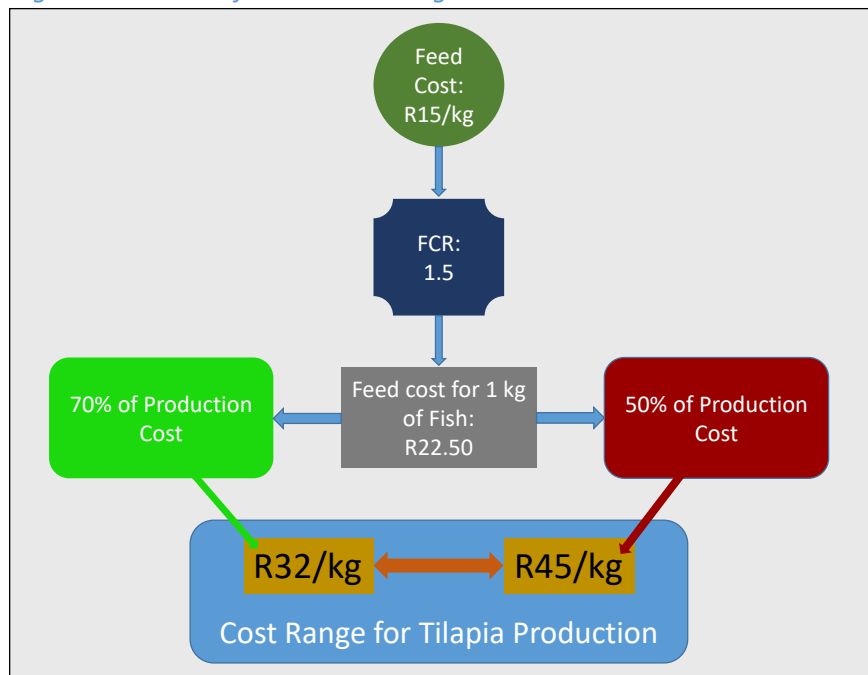 Feed
Cost:
R15/kg
FCR:
1.5
70% of Production
Cost
Feed cost for 1 kg
of Fish:
R22.50
50% of Production
Cost
R32/kg
R45/kg
Cost Range for Tilapia Production